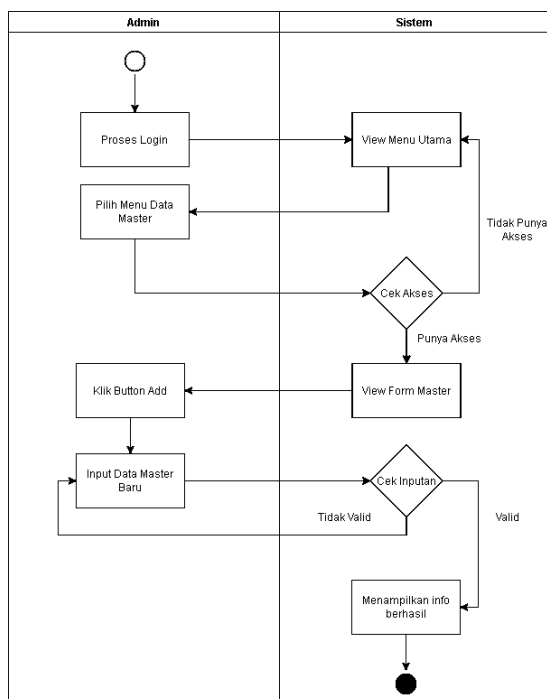 Admin
Sistem
Proses Login
View Menu Utama
Pilih Menu Data
Master
Tidak Punya
Akses
Cek Akses
Punya Akses
Klik Button Add
View Form Master
Input Data Master
Baru
Cek Inputan
Tidak Valid
Valid
Menampilkan info
berhasil